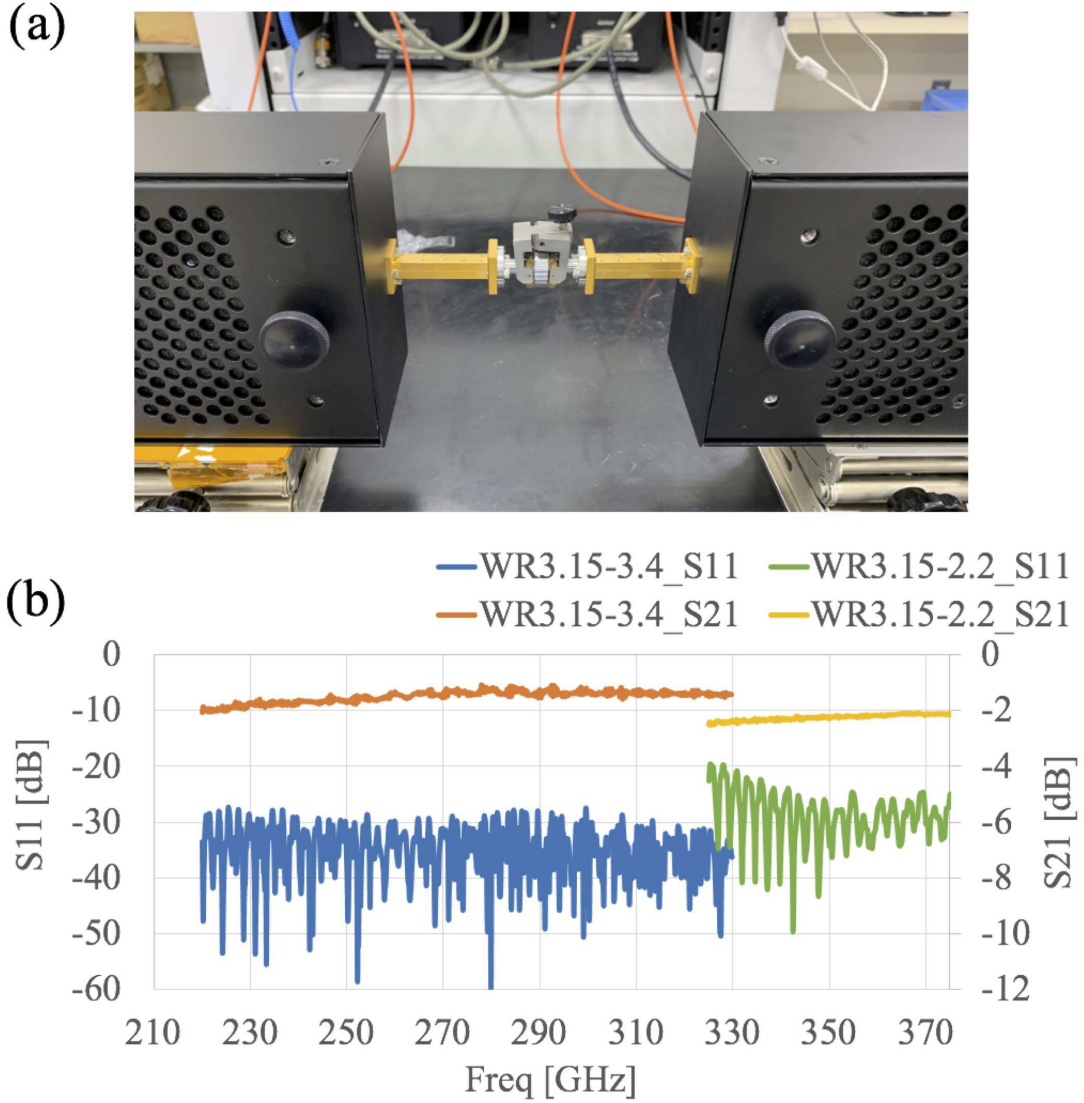 (a)
(b)
WR3.15-3.4_S11 WR3.15-2.2_S11
WR3.15-3.4_S21 WR3.15-2.2_S21
0 0
-10 -2
-20 -4
-30 -6
-40 -8
-50 -10
-60 -12
S11 [dB]
S21 [dB]
210 230 250 270 290 310 330 350 370
Freq [GHz]